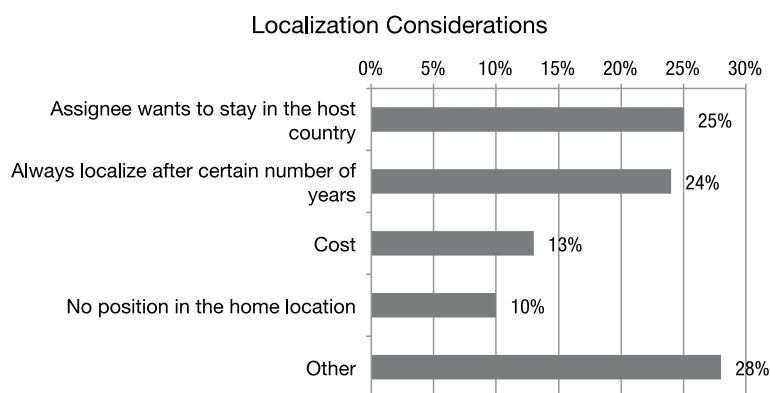 Localization Considerations
0% 5% 10% 15% 20% 25% 30%
Assignee wants to stay in the host
country
25%
Always localize after certain number of
years
24%
Cost
13%
No position in the home location
10%
Other
28%